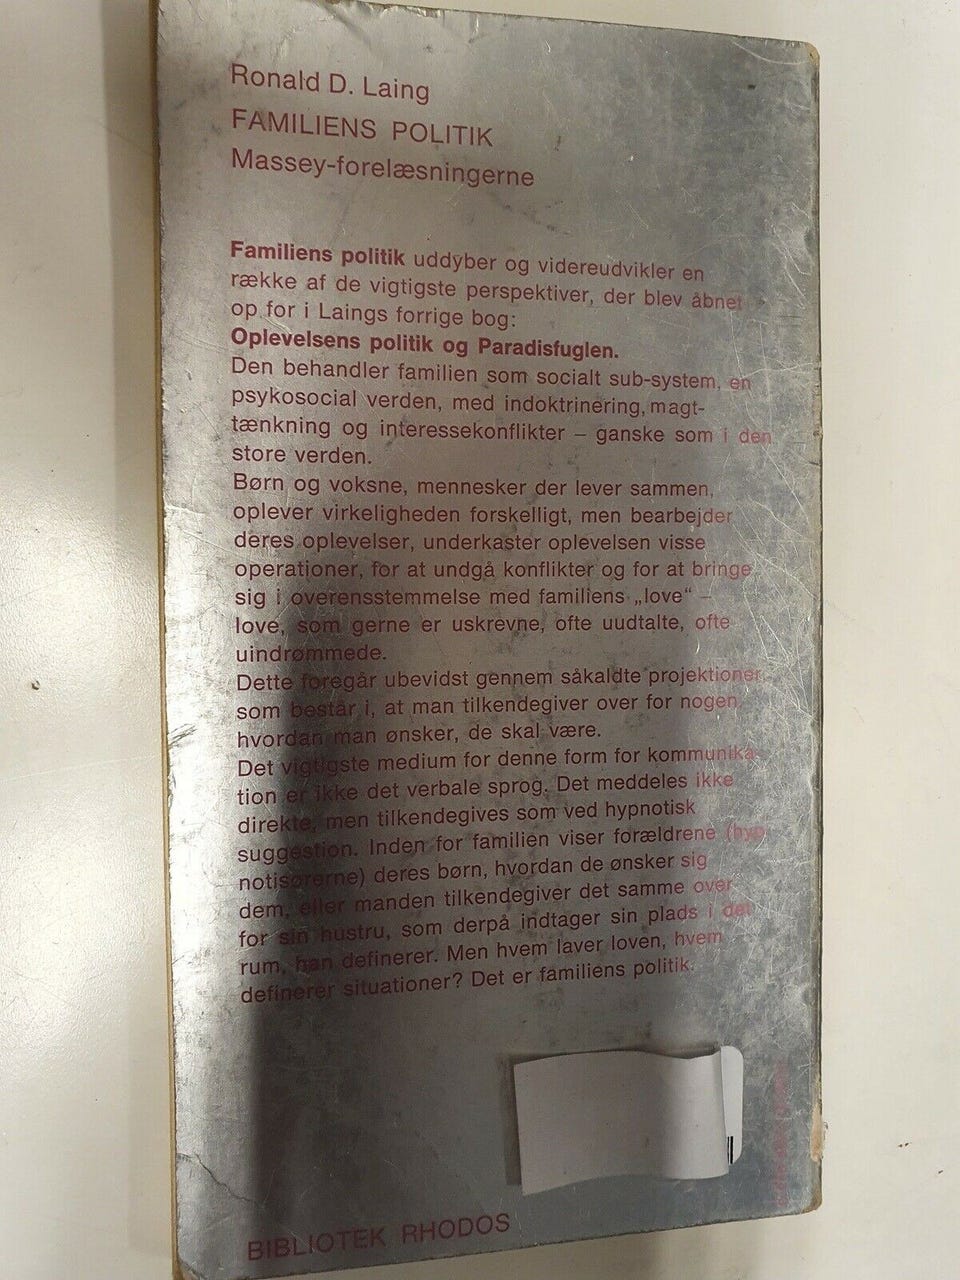 Ronald D. Laing
FAMILIENS POLITIK
Massey-forelæsningerne
Familiens politik uddyber og videreudvikler en
række af de vigtigste perspektiver, der blev åbnet
op for i Laings forrige bog:
Oplevelsens politik og Paradisfuglen.
Den behandler familien som socialt sub-system, en
psykosocial verden, med indoktrinering, magt-
tænkning og interessekonflikter – ganske som i den
store verden.
Børn og voksne, mennesker der lever sammen,
oplever virkeligheden forskelligt, men bearbejder
deres oplevelser, underkaster oplevelsen visse
operationer, for at undgå konflikter og for at bringe
sig i overensstemmelse med familiens „love“ –
love, som gerne er uskrevne, ofte uudtalte, ofte
uindrømmede.
Dette foregår ubevidst gennem såkaldte projektioner,
som består i, at man tilkendegiver over for nogen,
hvordan man ønsker, de skal være.
Det vigtigste medium for denne form for kommunika-
tion er ikke det verbale sprog. Det meddeles ikke
direkte, men tilkendegives som ved hypnotisk
suggestion. Inden for familien viser forældrene (hyp-
notisørerne) deres børn, hvordan de ønsker sig
dem, eller manden tilkendegiver det samme over
for sin hustru, som derpå indtager sin plads i det
rum, han definerer. Men hvem laver loven, hvem
definerer situationer? Det er familiens politik.
BIBLIOTEK RHODOS